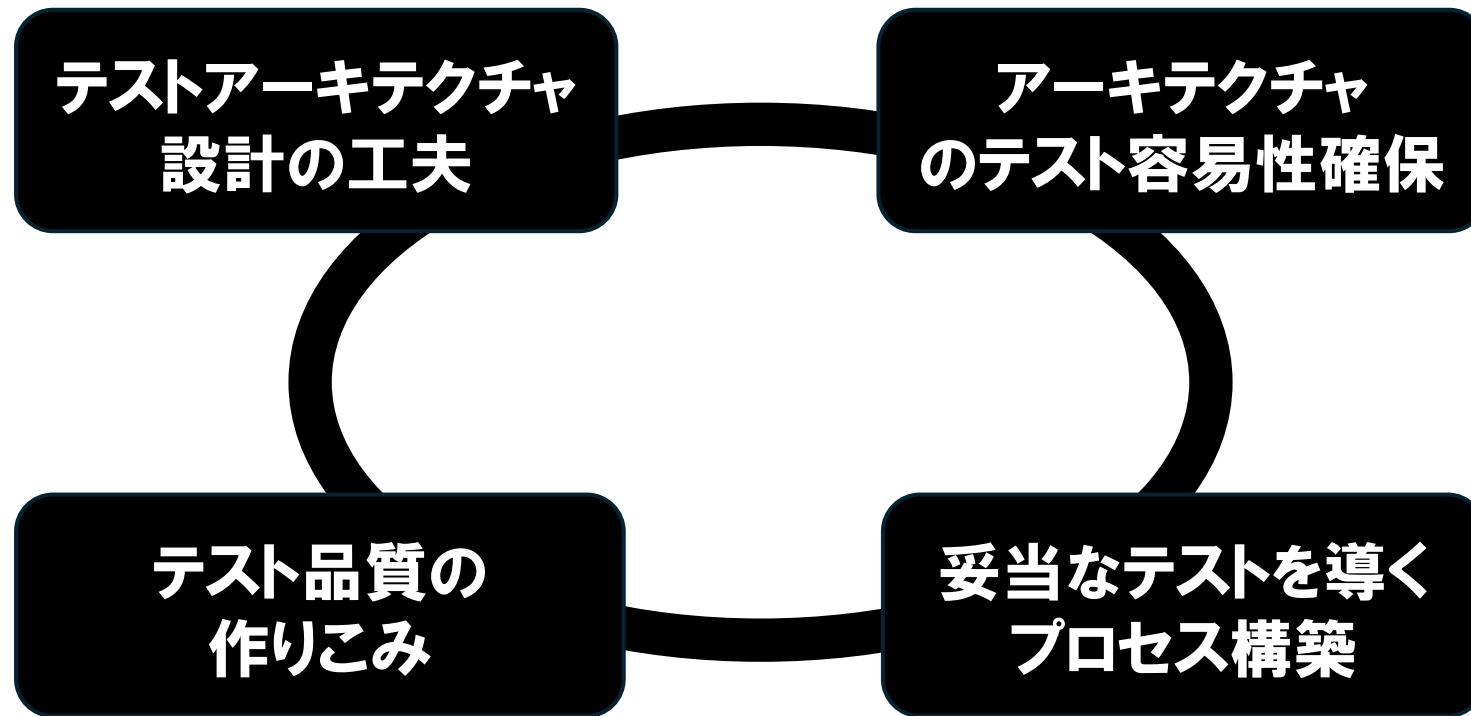 テストアーキテクチャ
設計の工夫
アーキテクチャ
のテスト容易性確保
テスト品質の
作りこみ
妥当なテストを導く
プロセス構築